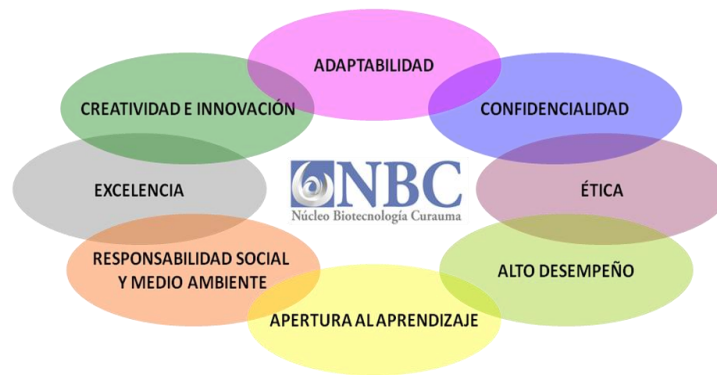 ADAPTABILIDAD
CREATIVIDAD E INNOVACIÓN
CONFIDENCIALIDAD
EXCELENCIA
NBC
Núcleo Biotecnología Curauma
ÉTICA
RESPONSABILIDAD SOCIAL
Y MEDIO AMBIENTE
ALTO DESEMPEÑO
APERTURA AL APRENDIZAJE